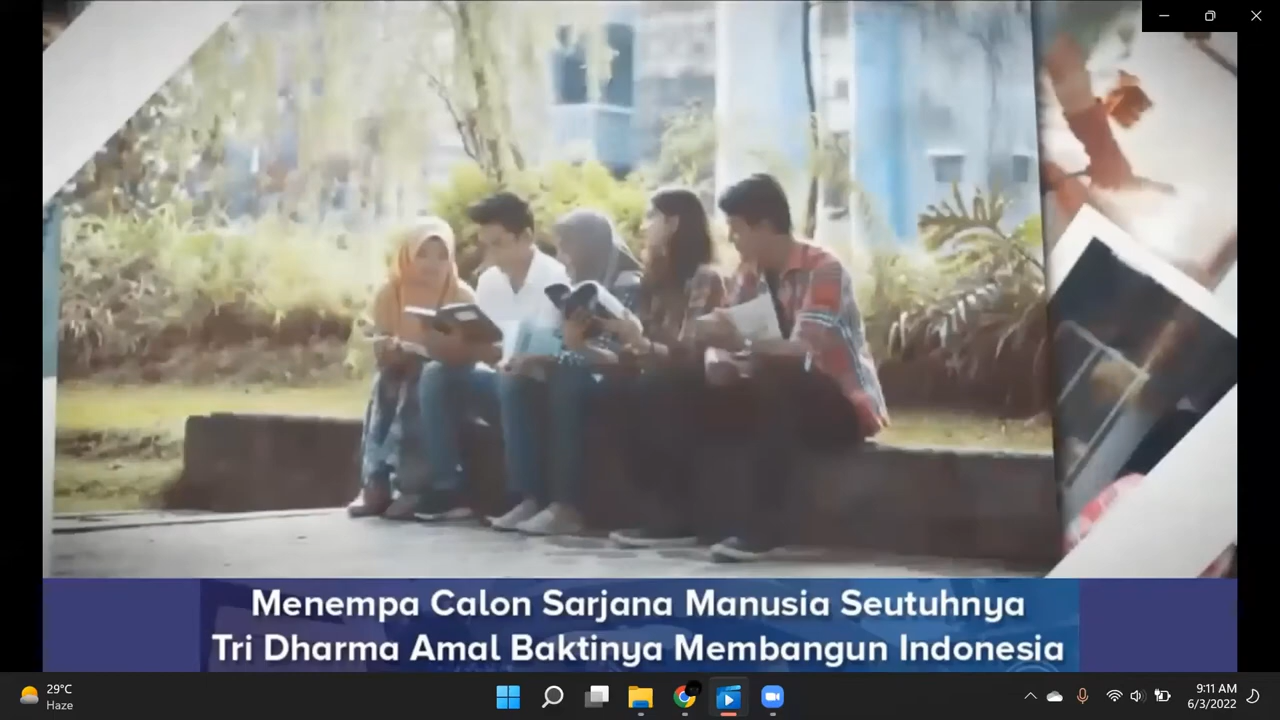 Menempa Calon Sarjana Manusia Seutuhnya
Tri Dharma Amal Baktinya Membangun Indonesia
29°C
Haze
9:11 AM
6/3/2022